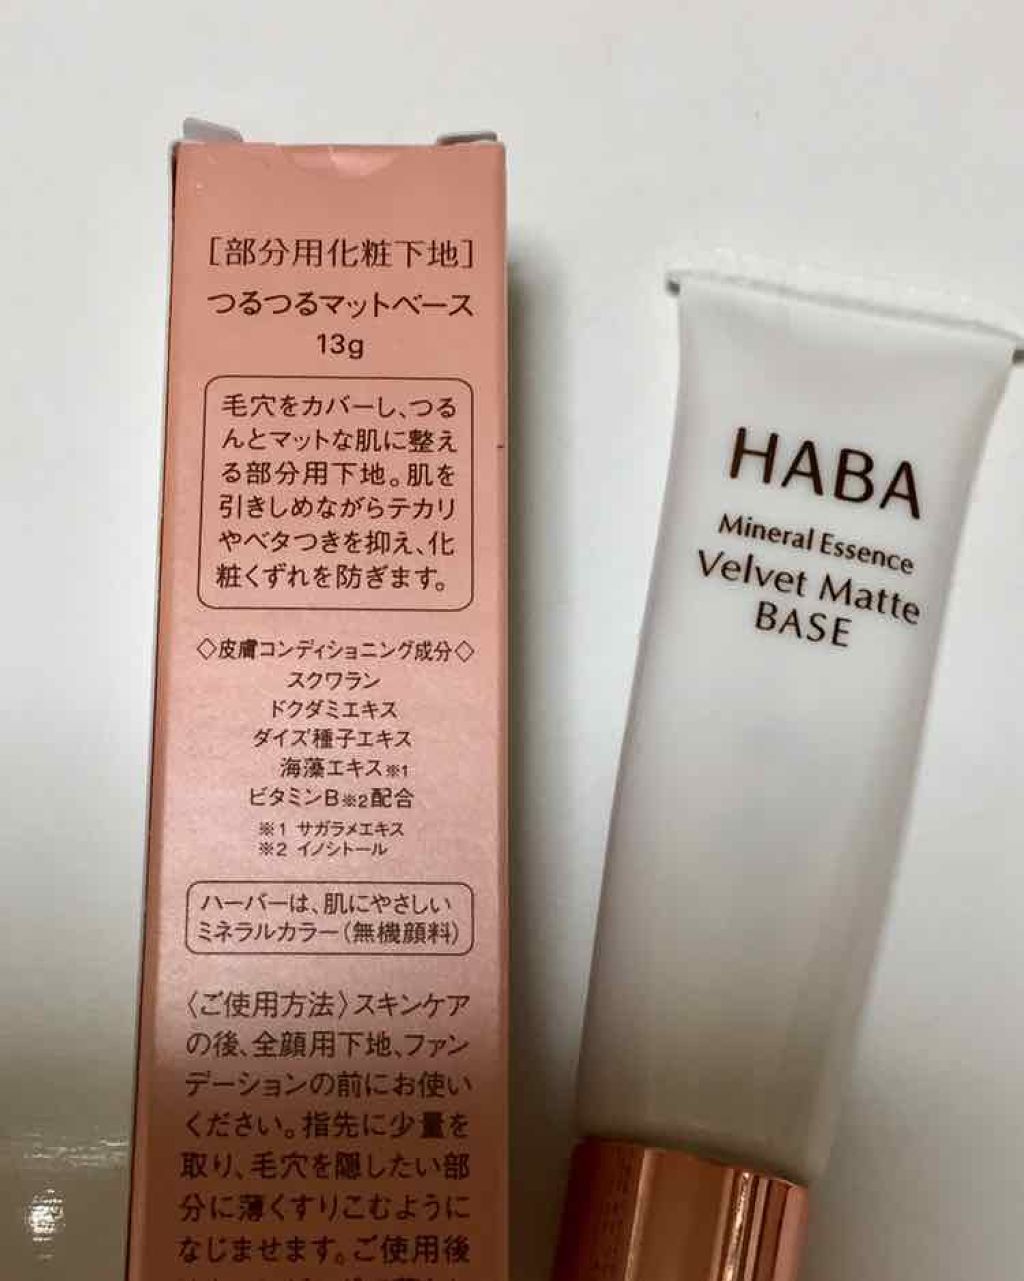 ［部分用化粧下地］
つるつるマットベース
13g
毛穴をカバーし、つる
んとマットな肌に整え
る部分用下地。肌を
引きしめながらテカリ
やベタつきを抑え、化
粧くずれを防ぎます。
◇皮膚コンディショニング成分◇
スクワラン
ドクダミエキス
ダイズ種子エキス
海藻エキス※1
ビタミンB※2配合
※1 サガラメエキス
※2 イノシトール
ハーバーは、肌にやさしい
ミネラルカラー（無機顔料）
〈ご使用方法〉スキンケア
の後、全顔用下地、ファン
デーションの前にお使い
ください。指先に少量を
取り、毛穴を隠したい部
分に薄くすりこむように
なじませます。ご使用後
HABA
Mineral Essence
Velvet Matte
BASE